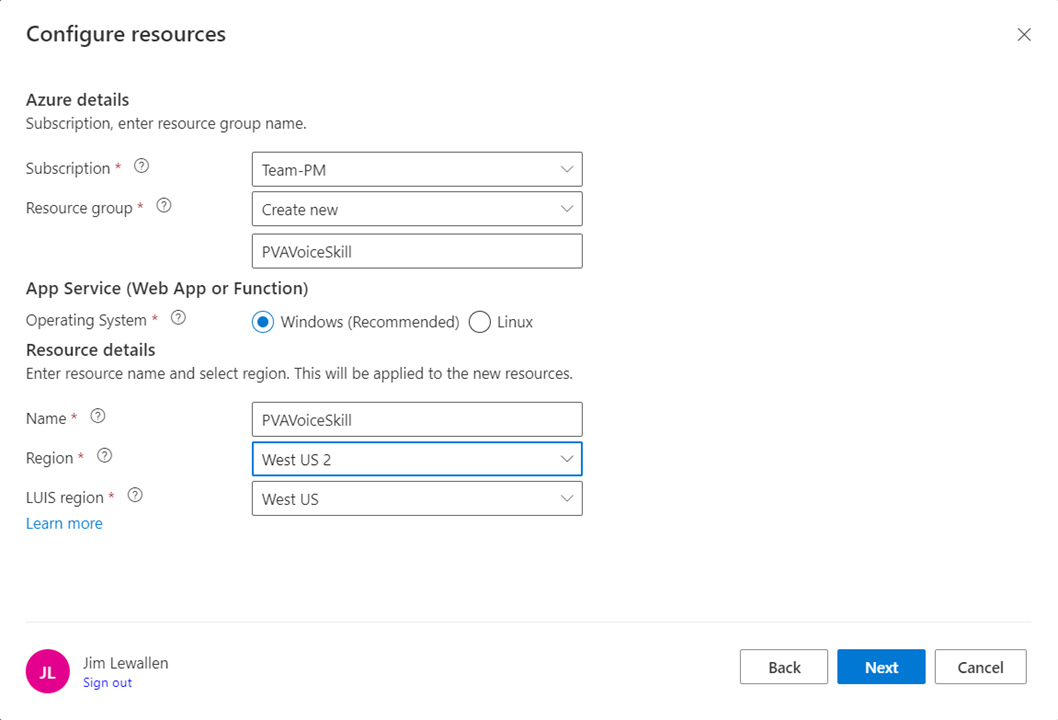 Configure resources
Azure details
Subscription, enter resource group name.
Subscription * ?
Team-PM
Resource group * ?
Create new
PVAVoiceSkill
App Service (Web App or Function)
Operating System * ?
Windows (Recommended)
Linux
Resource details
Enter resource name and select region. This will be applied to the new resources.
Name * ?
PVAVoiceSkill
Region * ?
West US 2
LUIS region * ?
West US
Learn more
JL
Jim Lewallen
Sign out
Back
Next
Cancel